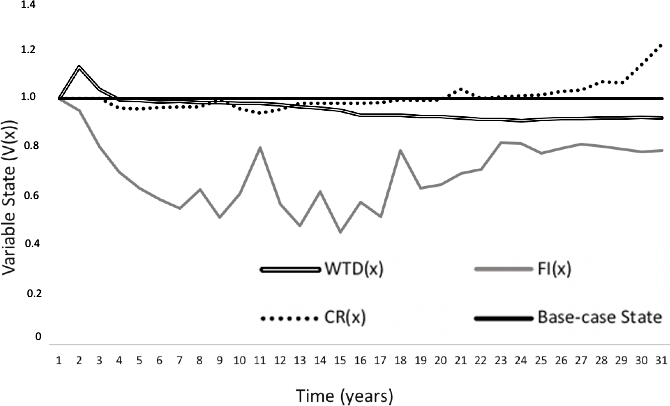 1.4
1.2
1.0
0.8
0.6
0.4
0.2
0
Variable State (V(x))
WTD(x)
FI(x)
CR(x)
Base-case State
1 2 3 4 5 6 7 8 9 10 11 12 13 14 15 16 17 18 19 20 21 22 23 24 25 26 27 28 29 30 31
Time (years)